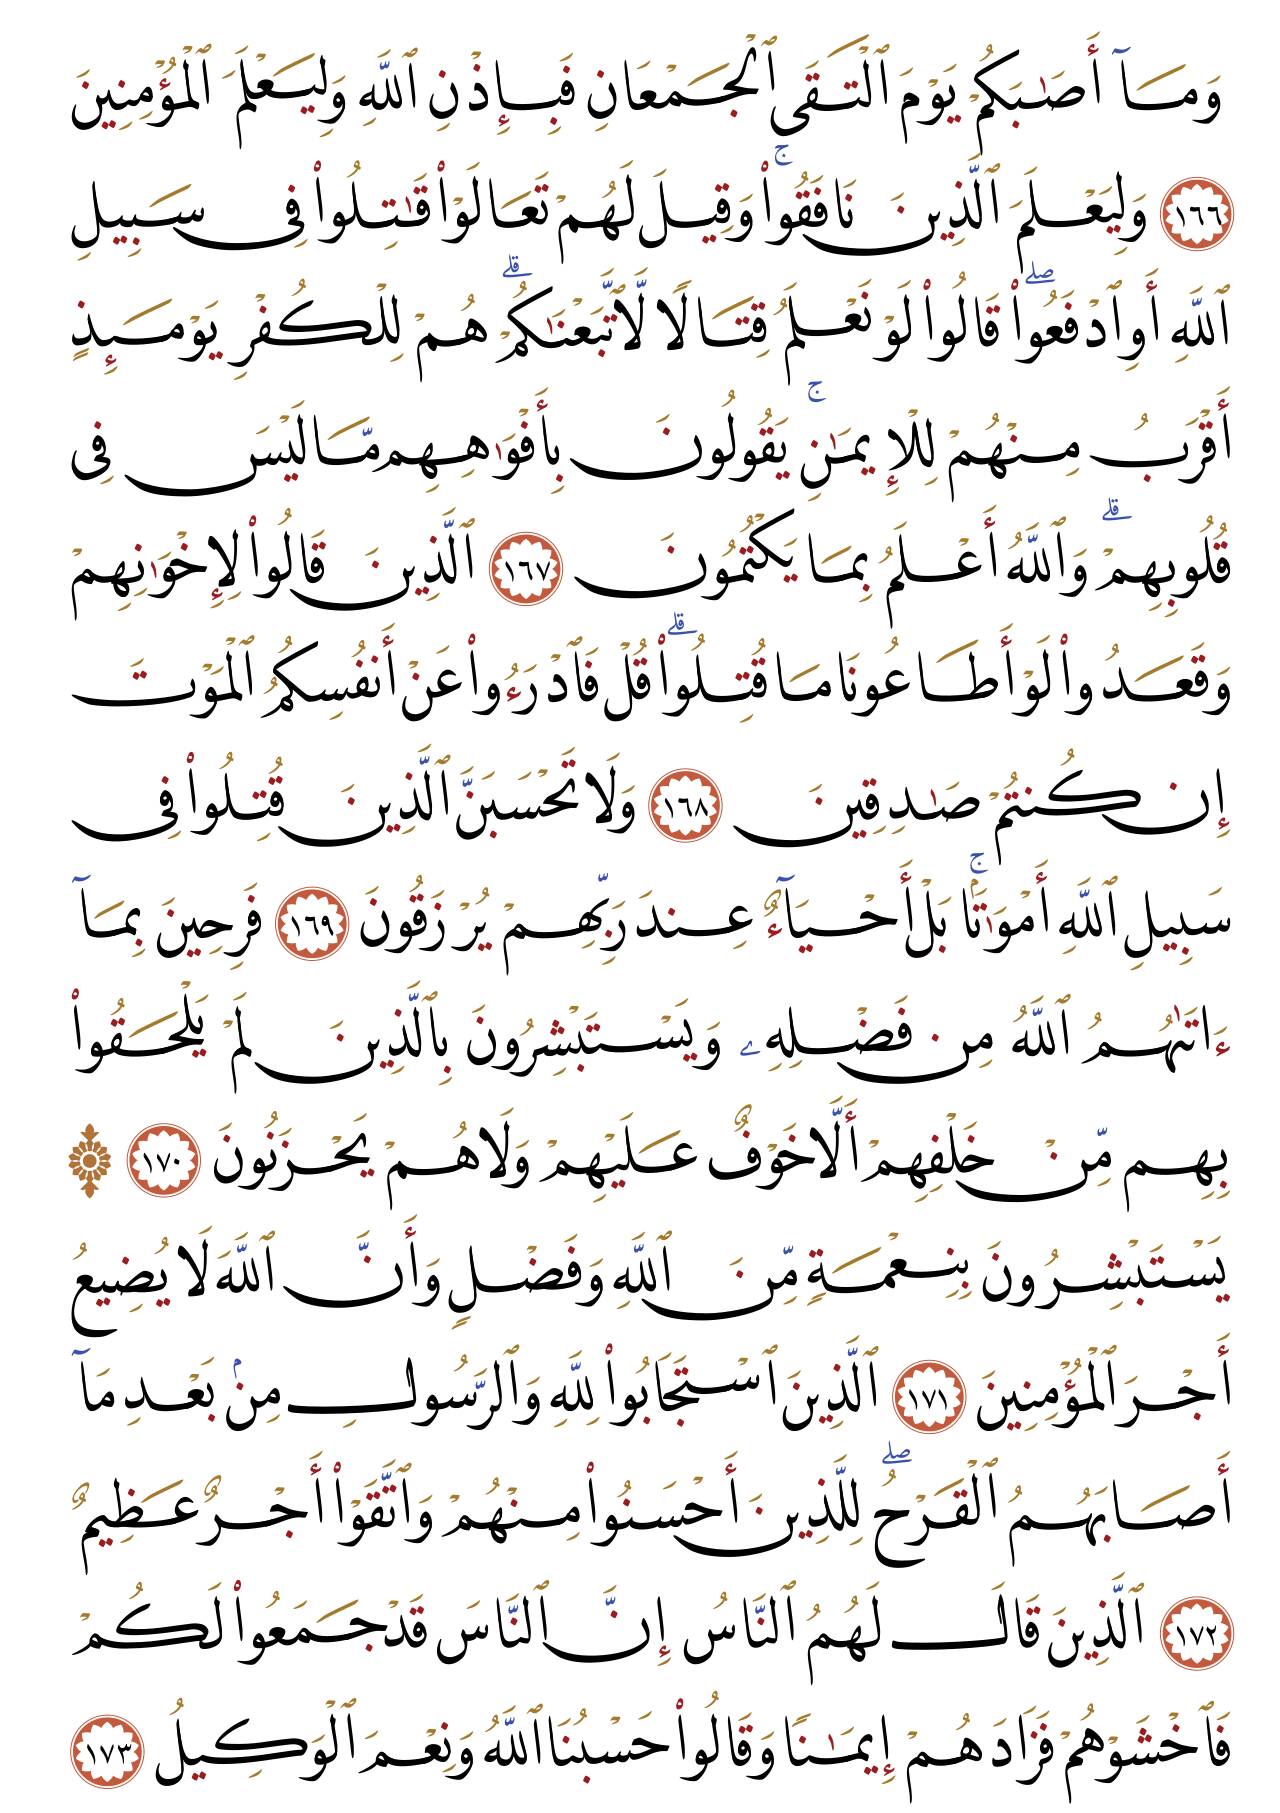 وَمَآ أَصَـٰبَكُمْ يَوْمَ ٱلْتَقَى ٱلْجَمْعَانِ فَبِإِذْنِ ٱللَّهِ وَلِيَعْلَمَ ٱلْمُؤْمِنِينَ
١٦٦ وَلِيَعْلَمَ ٱلَّذِينَ نَافَقُوا۟ ۚ وَقِيلَ لَهُمْ تَعَالَوْا۟ قَـٰتِلُوا۟ فِى سَبِيلِ
ٱللَّهِ أَوِ ٱدْفَعُوا۟ ۖ قَالُوا۟ لَوْ نَعْلَمُ قِتَالًا لَّٱتَّبَعْنَـٰكُمْ ۗ هُمْ لِلْكُفْرِ يَوْمَئِذٍ
أَقْرَبُ مِنْهُمْ لِلْإِيمَـٰنِ ۚ يَقُولُونَ بِأَفْوَٰهِهِم مَّا لَيْسَ فِى
قُلُوبِهِمْ ۗ وَٱللَّهُ أَعْلَمُ بِمَا يَكْتُمُونَ ١٦٧ ٱلَّذِينَ قَالُوا۟ لِإِخْوَٰنِهِمْ
وَقَعَدُوا۟ لَوْ أَطَاعُونَا مَا قُتِلُوا۟ ۗ قُلْ فَٱدْرَءُوا۟ عَنْ أَنفُسِكُمُ ٱلْمَوْتَ
إِن كُنتُمْ صَـٰدِقِينَ ١٦٨ وَلَا تَحْسَبَنَّ ٱلَّذِينَ قُتِلُوا۟ فِى
سَبِيلِ ٱللَّهِ أَمْوَٰتًۢا ۚ بَلْ أَحْيَآءٌ عِندَ رَبِّهِمْ يُرْزَقُونَ ١٦٩ فَرِحِينَ بِمَآ
ءَاتَىٰهُمُ ٱللَّهُ مِن فَضْلِهِۦ وَيَسْتَبْشِرُونَ بِٱلَّذِينَ لَمْ يَلْحَقُوا۟
بِهِم مِّنْ خَلْفِهِمْ أَلَّا خَوْفٌ عَلَيْهِمْ وَلَا هُمْ يَحْزَنُونَ ١٧٠ ۞
يَسْتَبْشِرُونَ بِنِعْمَةٍ مِّنَ ٱللَّهِ وَفَضْلٍ وَأَنَّ ٱللَّهَ لَا يُضِيعُ
أَجْرَ ٱلْمُؤْمِنِينَ ١٧١ ٱلَّذِينَ ٱسْتَجَابُوا۟ لِلَّهِ وَٱلرَّسُولِ مِنۢ بَعْدِ مَآ
أَصَابَهُمُ ٱلْقَرْحُ ۖ لِلَّذِينَ أَحْسَنُوا۟ مِنْهُمْ وَٱتَّقَوْا۟ أَجْرٌ عَظِيمٌ
١٧٢ ٱلَّذِينَ قَالَ لَهُمُ ٱلنَّاسُ إِنَّ ٱلنَّاسَ قَدْ جَمَعُوا۟ لَكُمْ
فَٱخْشَوْهُمْ فَزَادَهُمْ إِيمَـٰنًا وَقَالُوا۟ حَسْبُنَا ٱللَّهُ وَنِعْمَ ٱلْوَكِيلُ ١٧٣